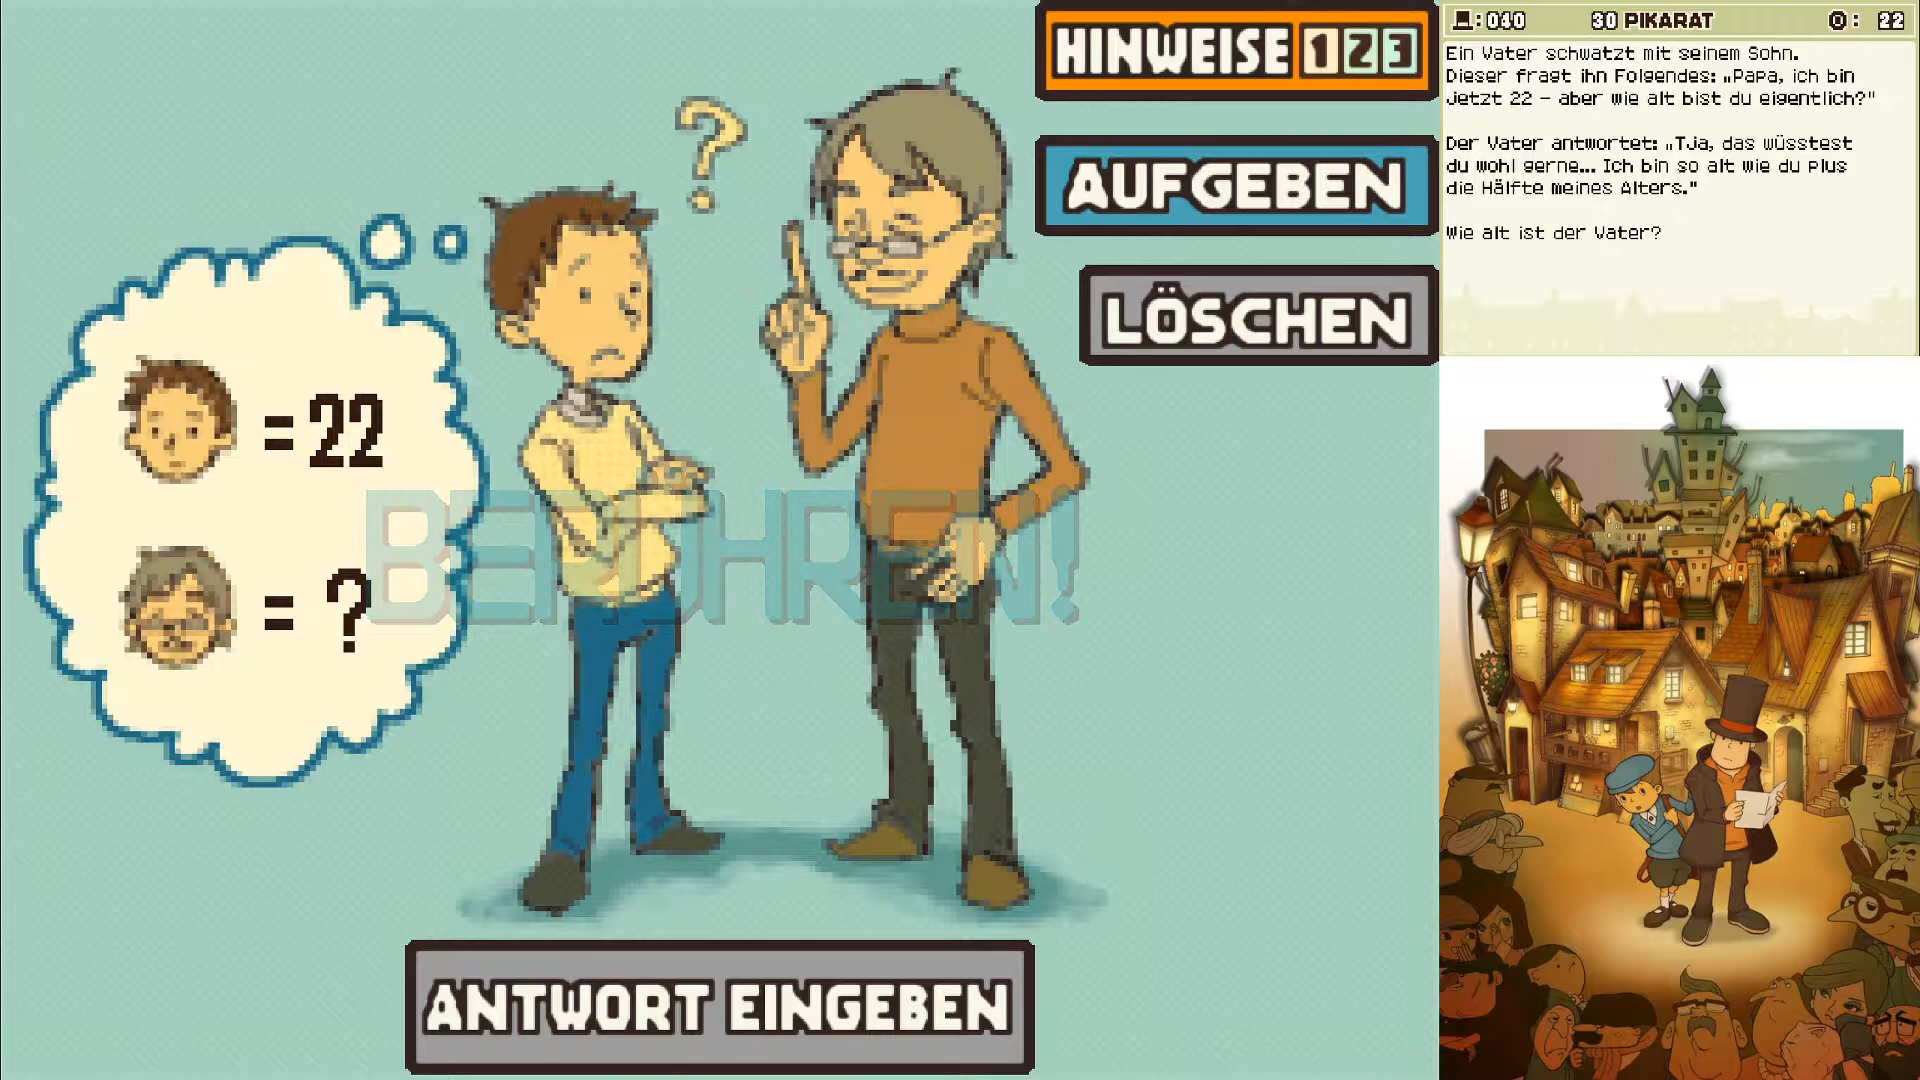 HINWEISE 1 2 3
AUFGEBEN
LÖSCHEN
?
= 22
= ?
BERÜHREN!
ANTWORT EINGEBEN
:040 30 PIKARAT : 22
Ein Vater schwatzt mit seinem Sohn.
Dieser fragt ihn Folgendes: „Papa, ich bin
jetzt 22 – aber wie alt bist du eigentlich?"
Der Vater antwortet: „Tja, das wüsstest
du wohl gerne... Ich bin so alt wie du plus
die Hälfte meines Alters."
Wie alt ist der Vater?